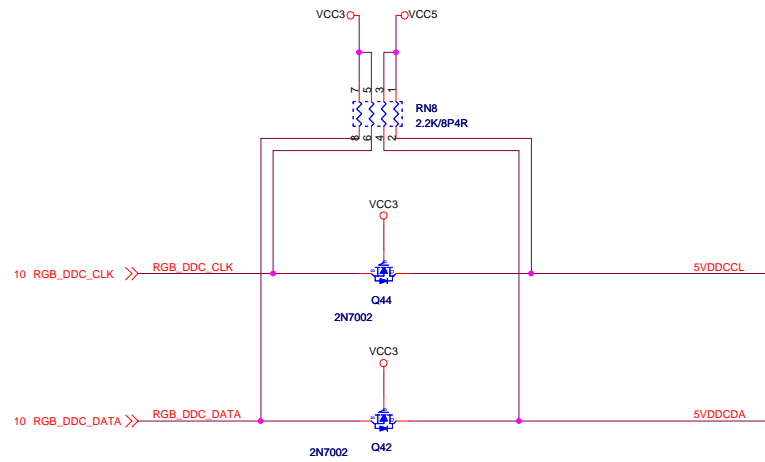 VCC3 VCC5
7 5 3 1
RN8
2.2K/8P4R
8 6 4 2
VCC3
10 RGB_DDC_CLK RGB_DDC_CLK 5VDDCCL
Q44
2N7002
VCC3
10 RGB_DDC_DATA RGB_DDC_DATA 5VDDCDA
Q42
2N7002